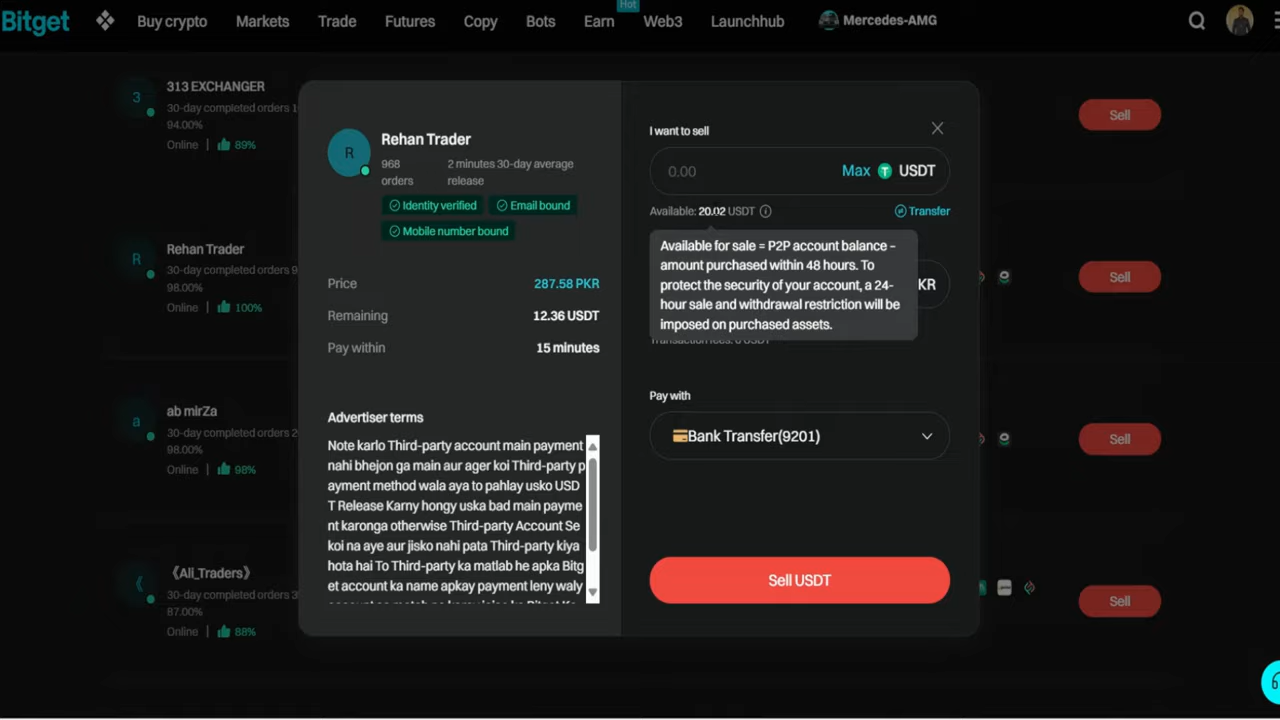 Bitget Buy crypto Markets Trade Futures Copy Bots Earn Hot Web3 Launchhub Mercedes-AMG
3 313 EXCHANGER
30-day completed orders
94.00%
Online | 89%
Sell
R Rehan Trader
30-day completed orders 9
98.00%
Online | 100%
Sell
a ab mirZa
30-day completed orders 2
98.00%
Online | 98%
Sell
《 《Ali_Traders》
30-day completed orders 3
87.00%
Online | 88%
Sell
R Rehan Trader
968 2 minutes 30-day average
orders release
Identity verified Email bound
Mobile number bound
Price 287.58 PKR
Remaining 12.36 USDT
Pay within 15 minutes
Advertiser terms
Note karlo Third-party account main payment
nahi bhejon ga main aur ager koi Third-party p
ayment method wala aya to pahlay usko USD
T Release Karny hongy uska bad main payme
nt karonga otherwise Third-party Account Se
koi na aye aur jisko nahi pata Third-party kiya
hota hai To Third-party ka matlab he apka Bitg
et account ka name apkay payment leny waly
I want to sell
0.00 Max T USDT
Available: 20.02 USDT Transfer
Available for sale = P2P account balance –
amount purchased within 48 hours. To
protect the security of your account, a 24-
hour sale and withdrawal restriction will be
imposed on purchased assets.
KR
Transaction fees: 0 USDT
Pay with
Bank Transfer(9201)
Sell USDT